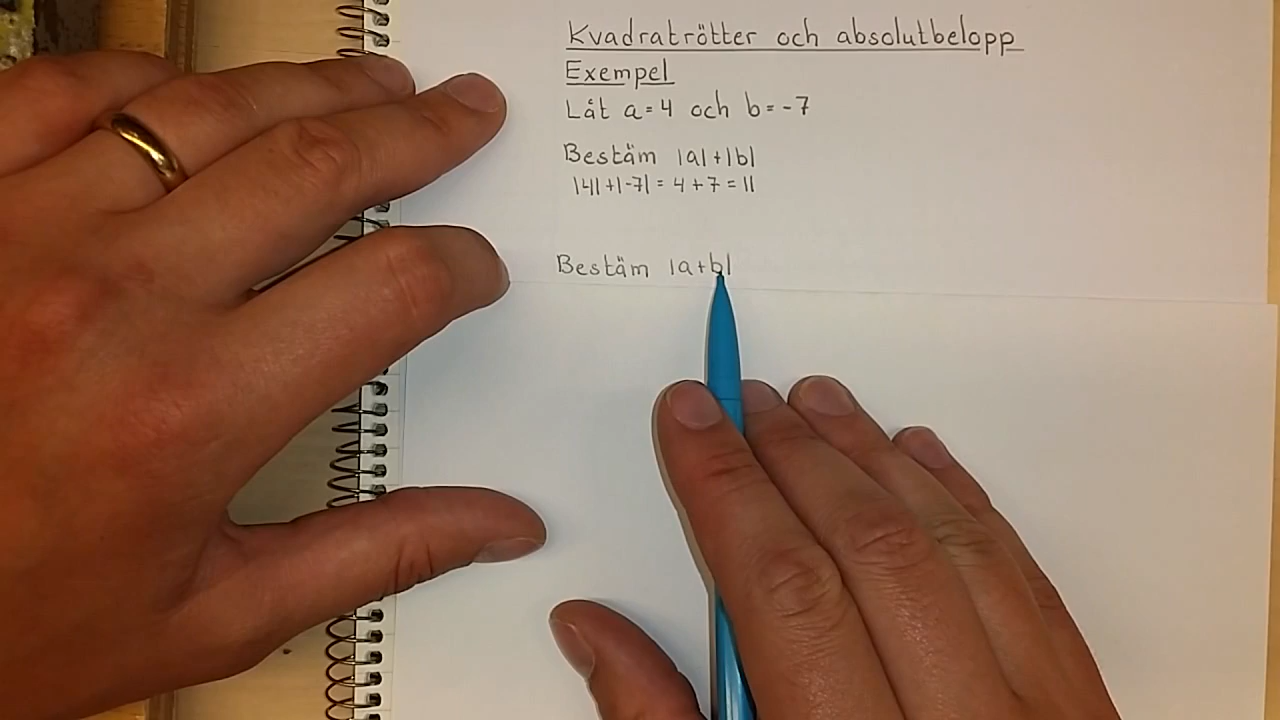 Kvadratrötter och absolutbelopp
Exempel
Låt a = 4 och b = -7
Bestäm |a|+|b|
|4|+|-7| = 4+7 = 11
Bestäm |a+b|